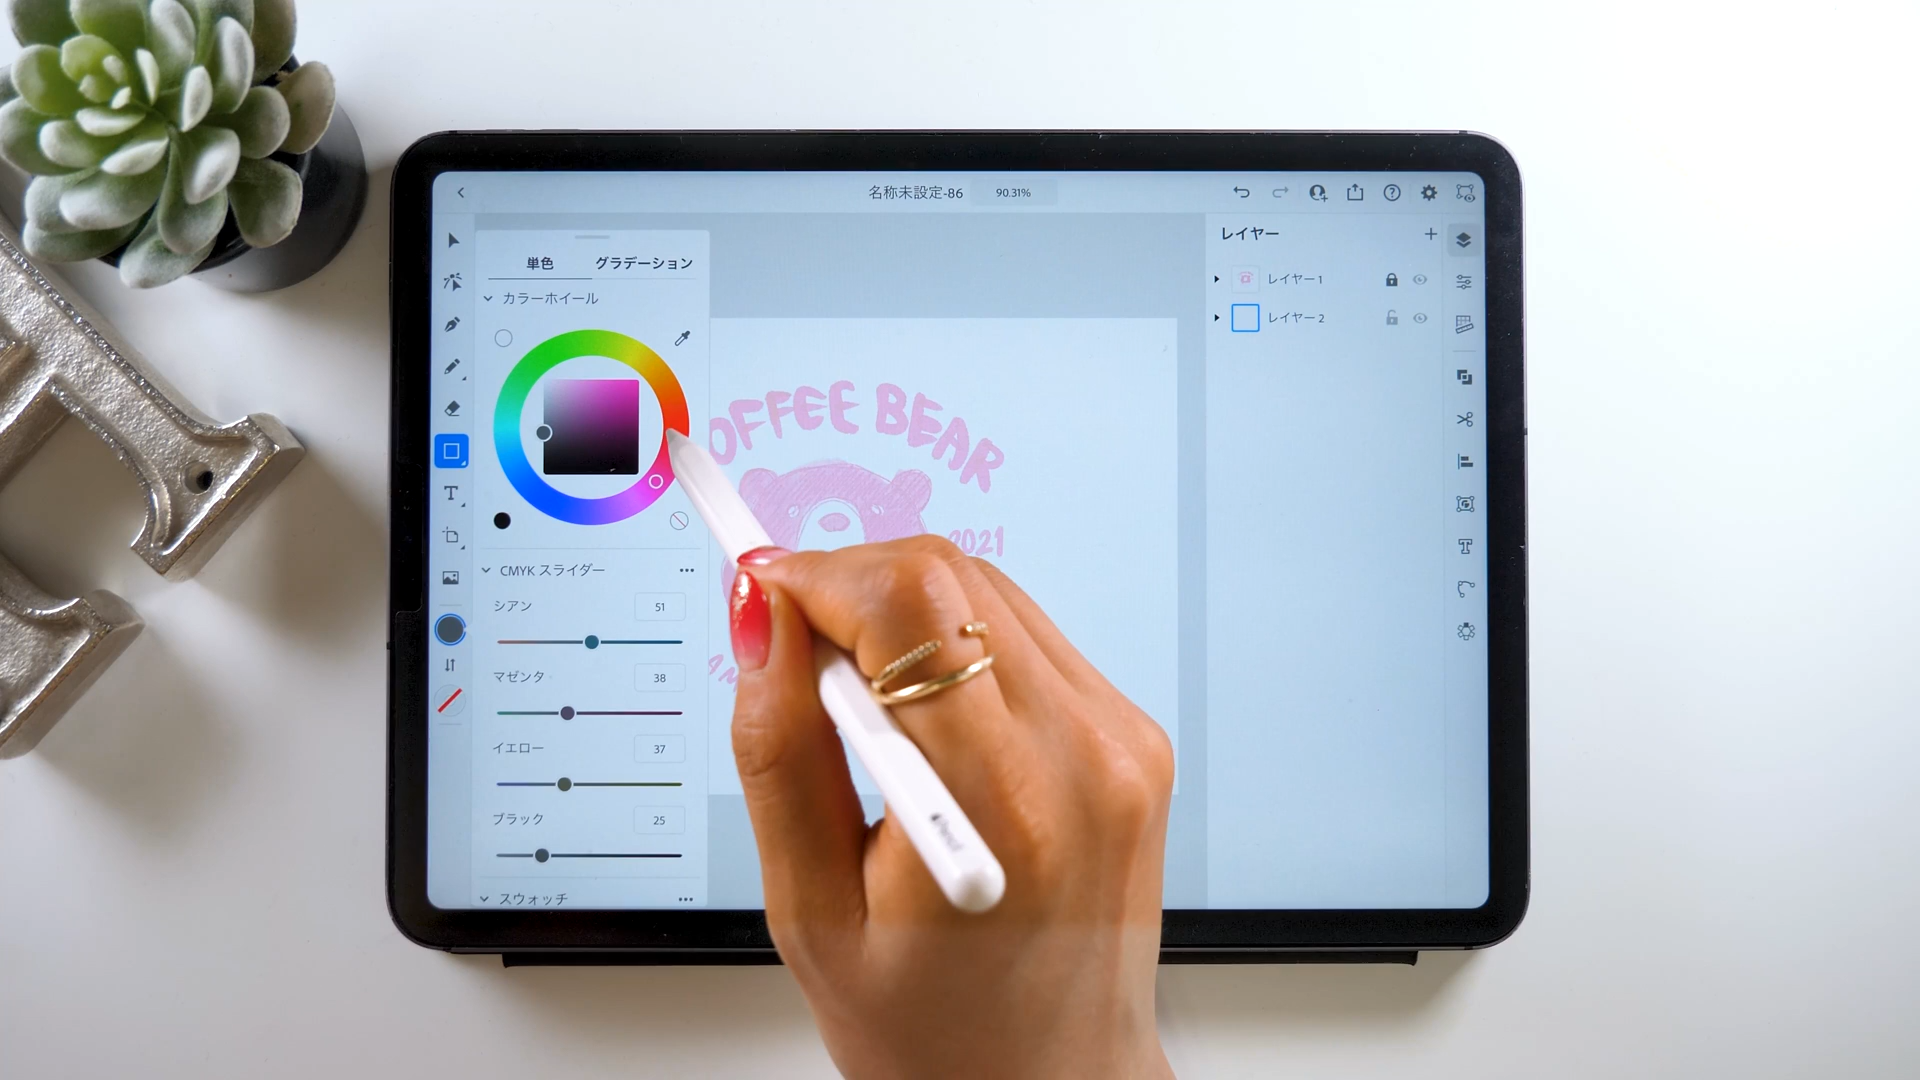 名称未設定-86
90.31%
単色
グラデーション
カラーホイール
CMYK スライダー
シアン
51
マゼンタ
38
イエロー
37
ブラック
25
スウォッチ
OFFEE BEAR
2021
AM
レイヤー
レイヤー 1
レイヤー 2